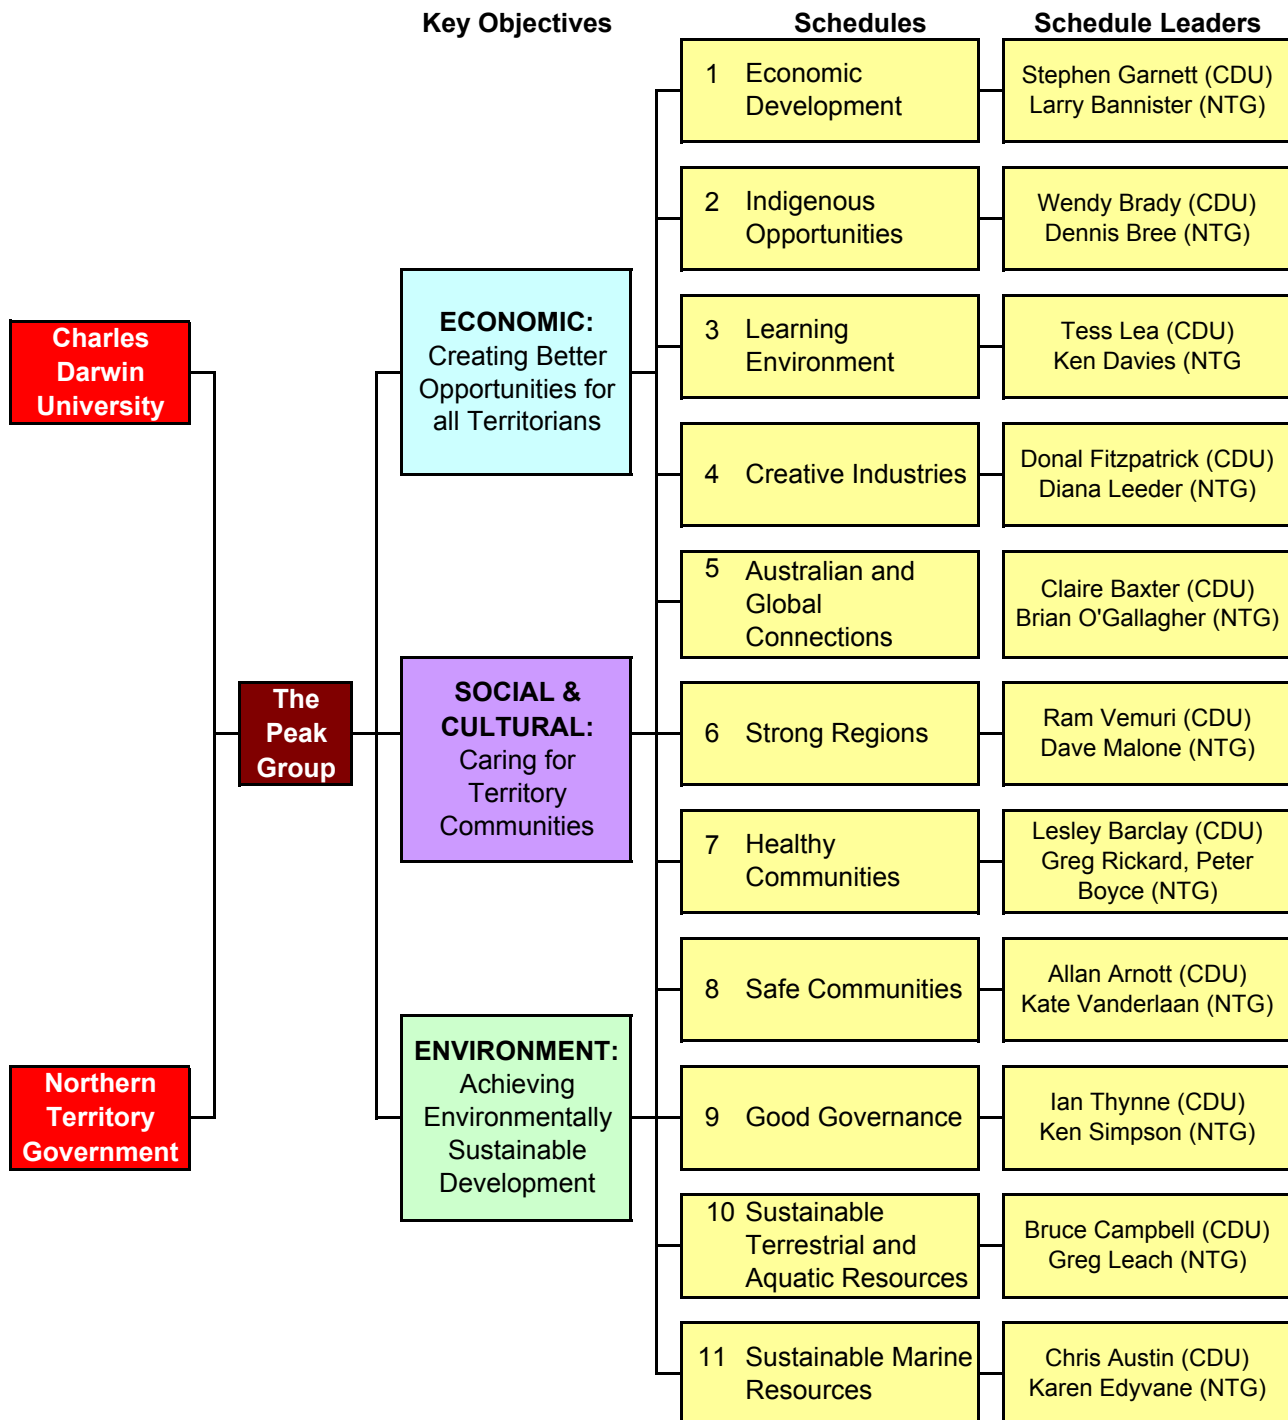 Key Objectives
Schedules
Schedule Leaders
Charles
Darwin
University
Northern
Territory
Government
The
Peak
Group
ECONOMIC:
Creating Better
Opportunities for
all Territorians
SOCIAL &
CULTURAL:
Caring for
Territory
Communities
ENVIRONMENT:
Achieving
Environmentally
Sustainable
Development
1 Economic
Development
Stephen Garnett (CDU)
Larry Bannister (NTG)
2 Indigenous
Opportunities
Wendy Brady (CDU)
Dennis Bree (NTG)
3 Learning
Environment
Tess Lea (CDU)
Ken Davies (NTG
4 Creative Industries
Donal Fitzpatrick (CDU)
Diana Leeder (NTG)
5 Australian and
Global
Connections
Claire Baxter (CDU)
Brian O'Gallagher (NTG)
6 Strong Regions
Ram Vemuri (CDU)
Dave Malone (NTG)
7 Healthy
Communities
Lesley Barclay (CDU)
Greg Rickard, Peter
Boyce (NTG)
8 Safe Communities
Allan Arnott (CDU)
Kate Vanderlaan (NTG)
9 Good Governance
Ian Thynne (CDU)
Ken Simpson (NTG)
10 Sustainable
Terrestrial and
Aquatic Resources
Bruce Campbell (CDU)
Greg Leach (NTG)
11 Sustainable Marine
Resources
Chris Austin (CDU)
Karen Edyvane (NTG)